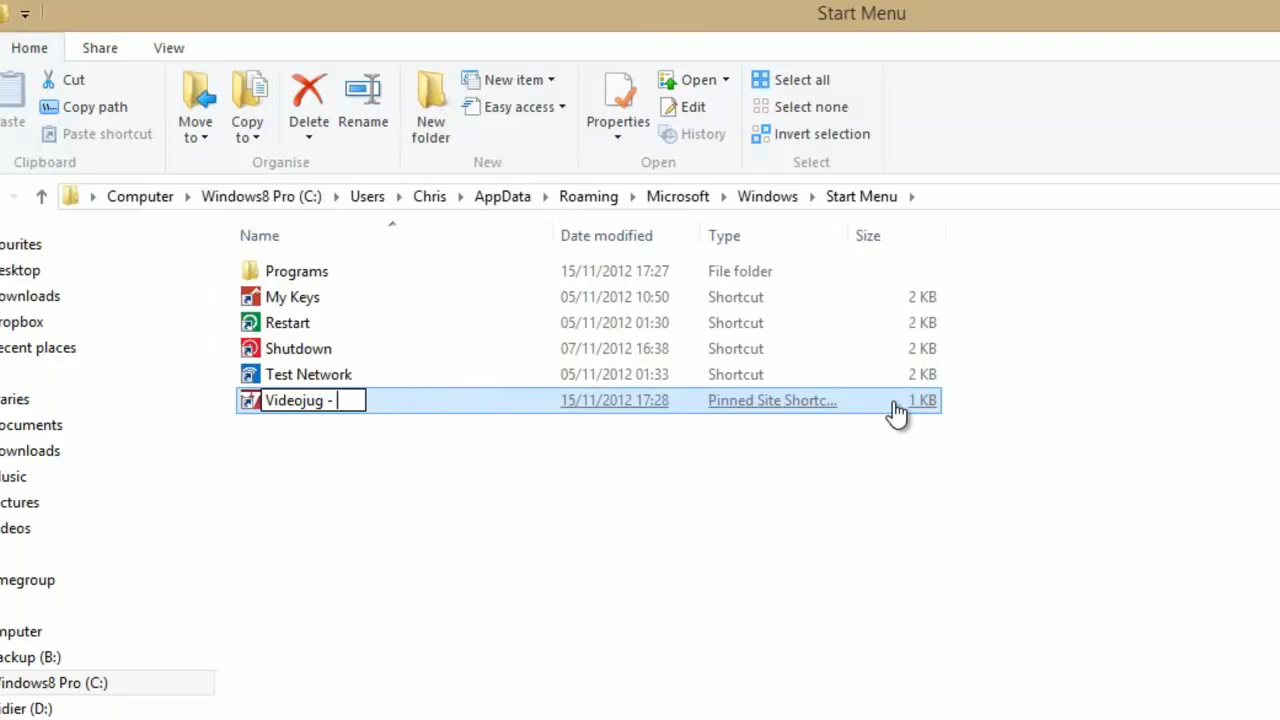 Start Menu
Home Share View
Cut
Copy path
aste Paste shortcut
Clipboard
Move to
Copy to
Delete
Rename
Organise
New folder
New item
Easy access
New
Properties
Open
Edit
History
Open
Select all
Select none
Invert selection
Select
Computer Windows8 Pro (C:) Users Chris AppData Roaming Microsoft Windows Start Menu
ourites
esktop
ownloads
ropbox
ecent places
aries
ocuments
ownloads
usic
ctures
deos
megroup
mputer
ackup (B:)
indows8 Pro (C:)
idier (D:)
Name Date modified Type Size
Programs 15/11/2012 17:27 File folder
My Keys 05/11/2012 10:50 Shortcut 2 KB
Restart 05/11/2012 01:30 Shortcut 2 KB
Shutdown 07/11/2012 16:38 Shortcut 2 KB
Test Network 05/11/2012 01:33 Shortcut 2 KB
Videojug - 15/11/2012 17:28 Pinned Site Shortc... 1 KB